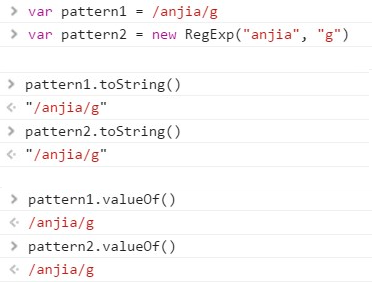 > var pattern1 = /anjia/g
> var pattern2 = new RegExp("anjia", "g")
> pattern1.toString()
< "/anjia/g"
> pattern2.toString()
< "/anjia/g"
> pattern1.valueOf()
< /anjia/g
> pattern2.valueOf()
< /anjia/g